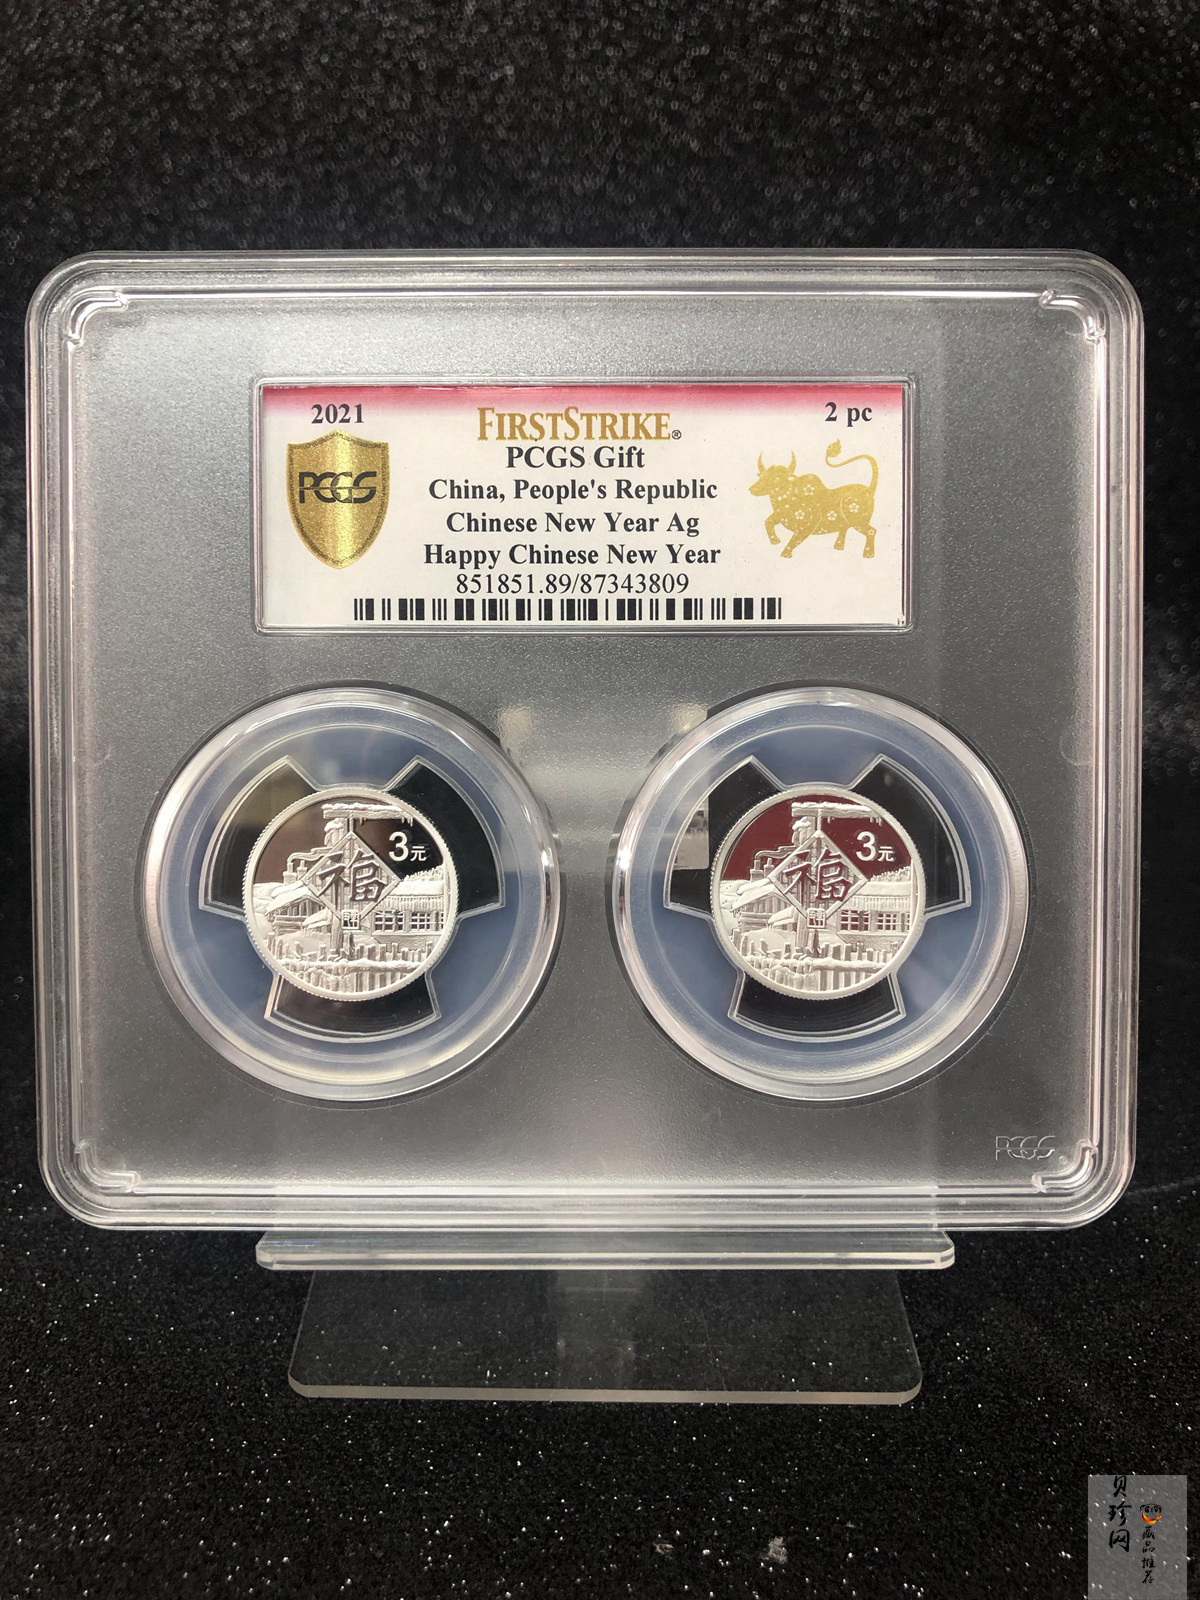 2021
FIRSTSTRIKE®
2 pc
PCGS
PCGS Gift
China, People's Republic
Chinese New Year Ag
Happy Chinese New Year
851851.89/87343809
3元
福
3元
福
PCGS
贝珍网
藏品推荐